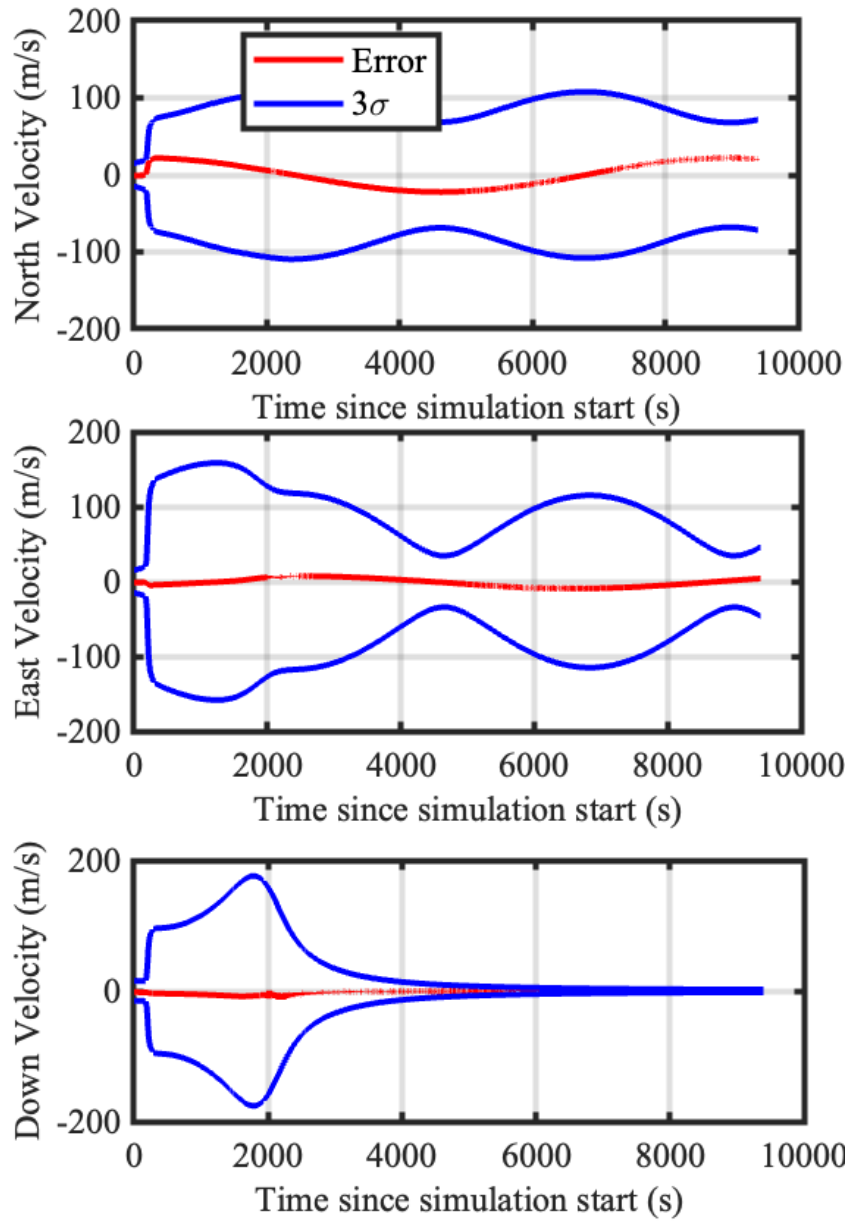 North Velocity (m/s)
200
100
0
-100
-200
Error
3σ
0 2000 4000 6000 8000 10000
Time since simulation start (s)
East Velocity (m/s)
200
100
0
-100
-200
0 2000 4000 6000 8000 10000
Time since simulation start (s)
Down Velocity (m/s)
200
0
-200
0 2000 4000 6000 8000 10000
Time since simulation start (s)